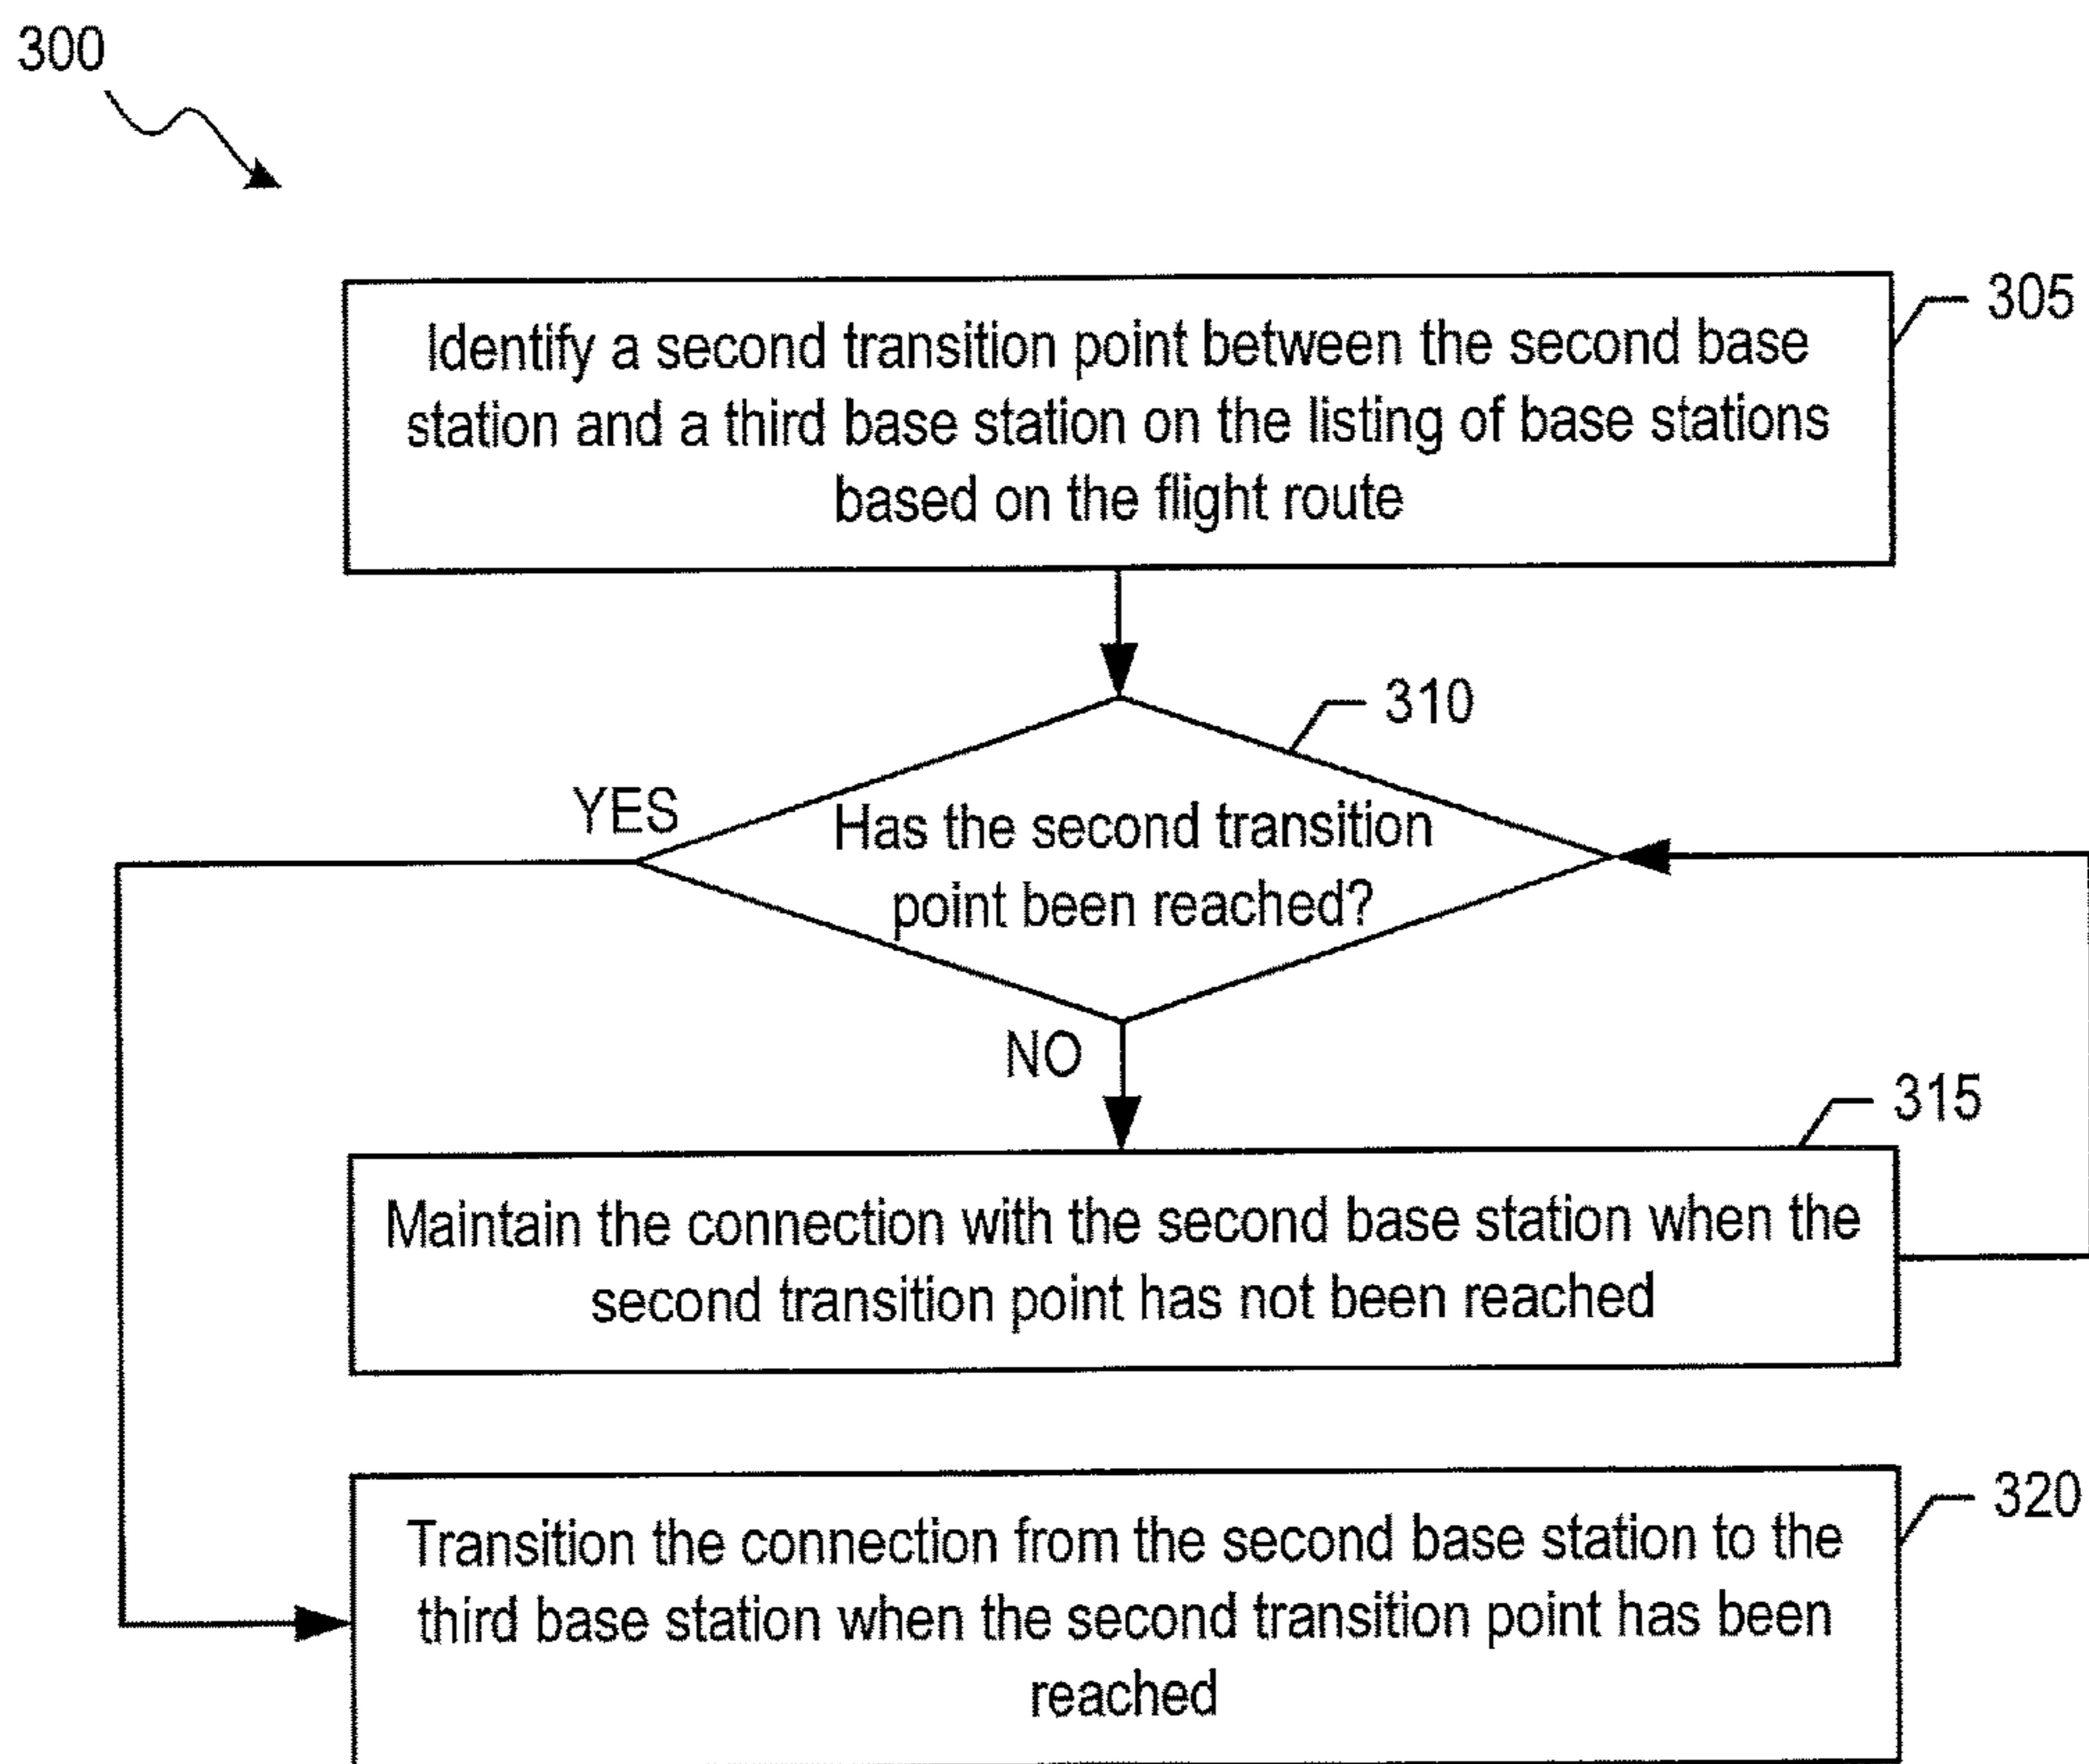 300
305
Identify a second transition point between the second base
station and a third base station on the listing of base stations
based on the flight route
310
YES
Has the second transition
point been reached?
NO
315
Maintain the connection with the second base station when the
second transition point has not been reached
320
Transition the connection from the second base station to the
third base station when the second transition point has been
reached